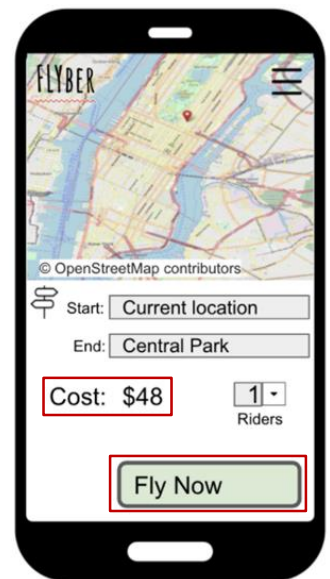 FLYBER
© OpenStreetMap contributors
Start: Current location
End: Central Park
Cost: $48
1
Riders
Fly Now